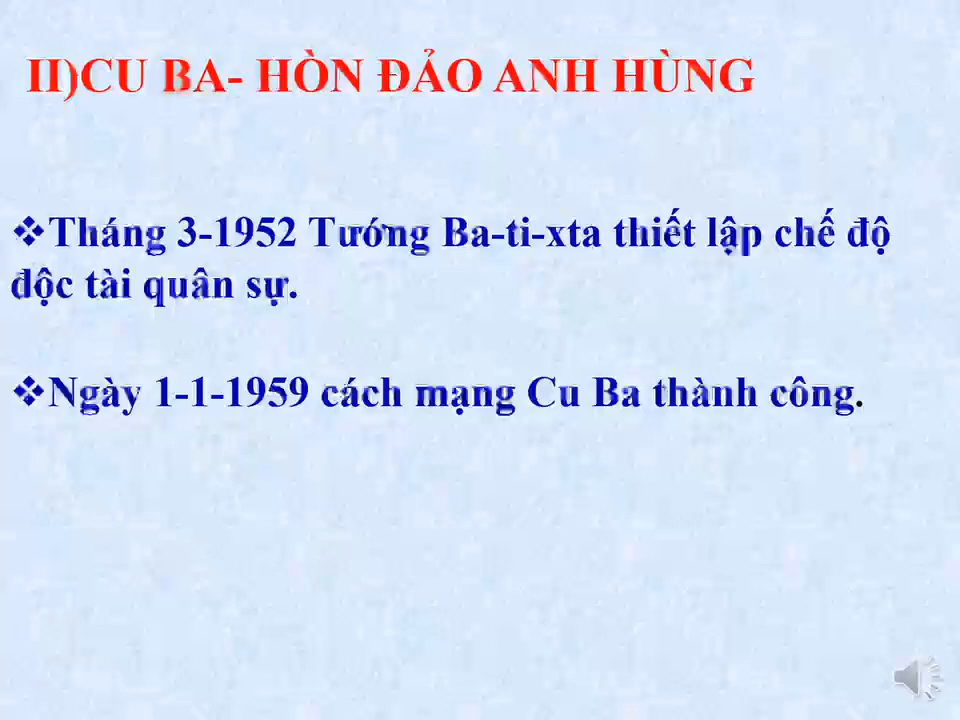 II)CU BA- HÒN ĐẢO ANH HÙNG
❖Tháng 3-1952 Tướng Ba-ti-xta thiết lập chế độ
độc tài quân sự.
❖Ngày 1-1-1959 cách mạng Cu Ba thành công.